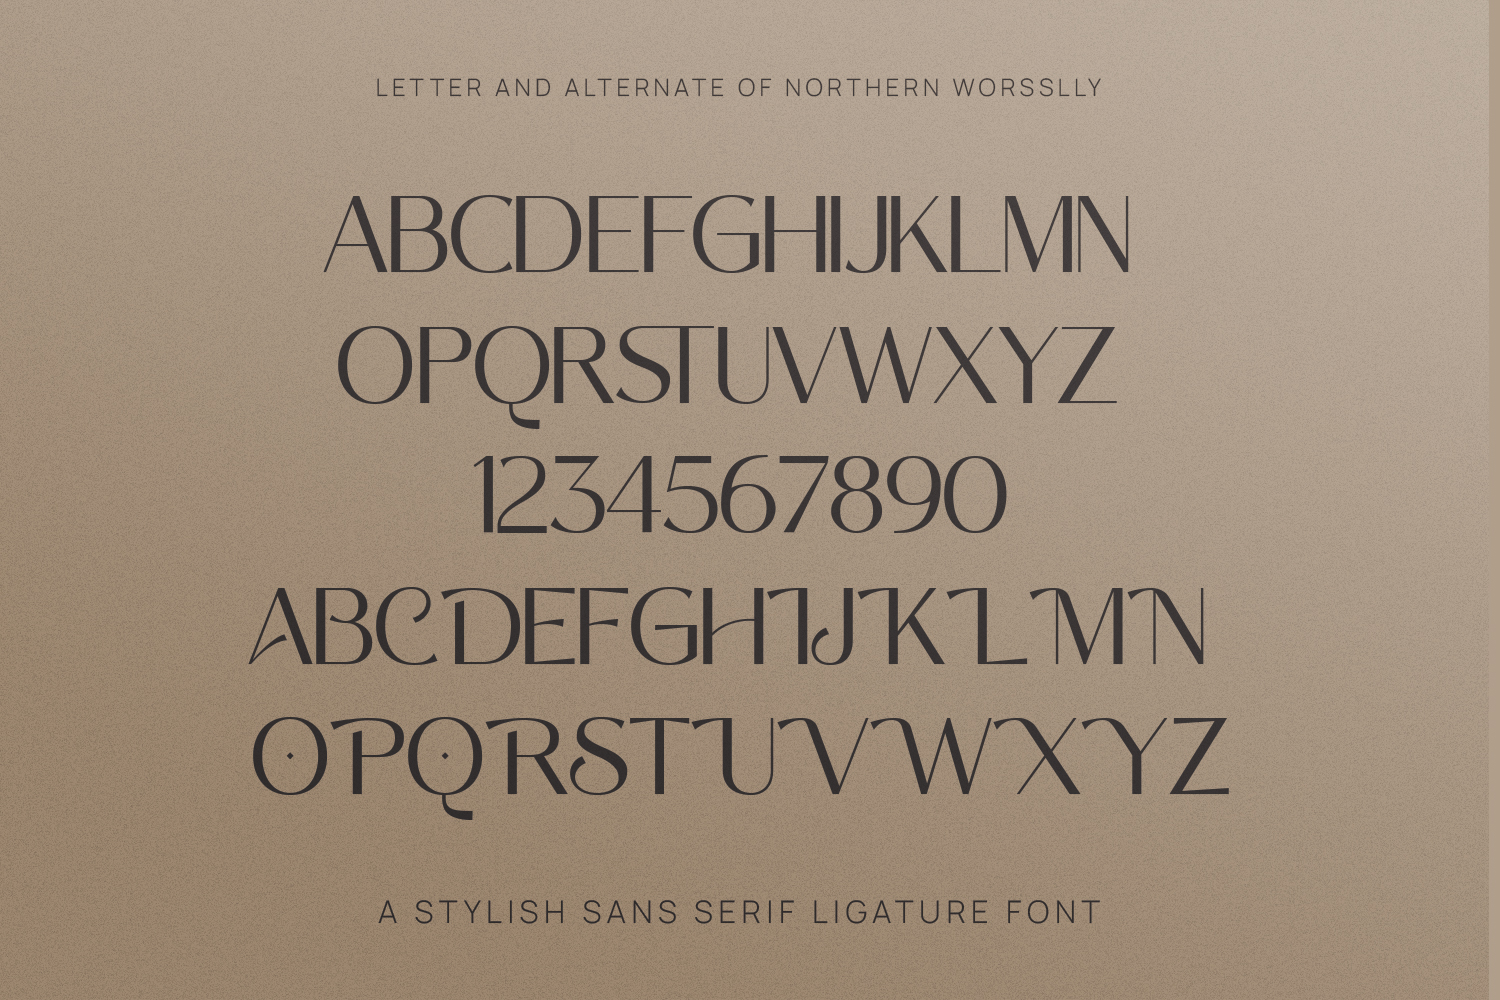 LETTER AND ALTERNATE OF NORTHERN WORSSLLY
ABCDEFGHIJKLMN
OPQRSTUVWXYZ
1234567890
ABCDEFGHIJKLMN
OPQRSTUVWXYZ
A STYLISH SANS SERIF LIGATURE FONT